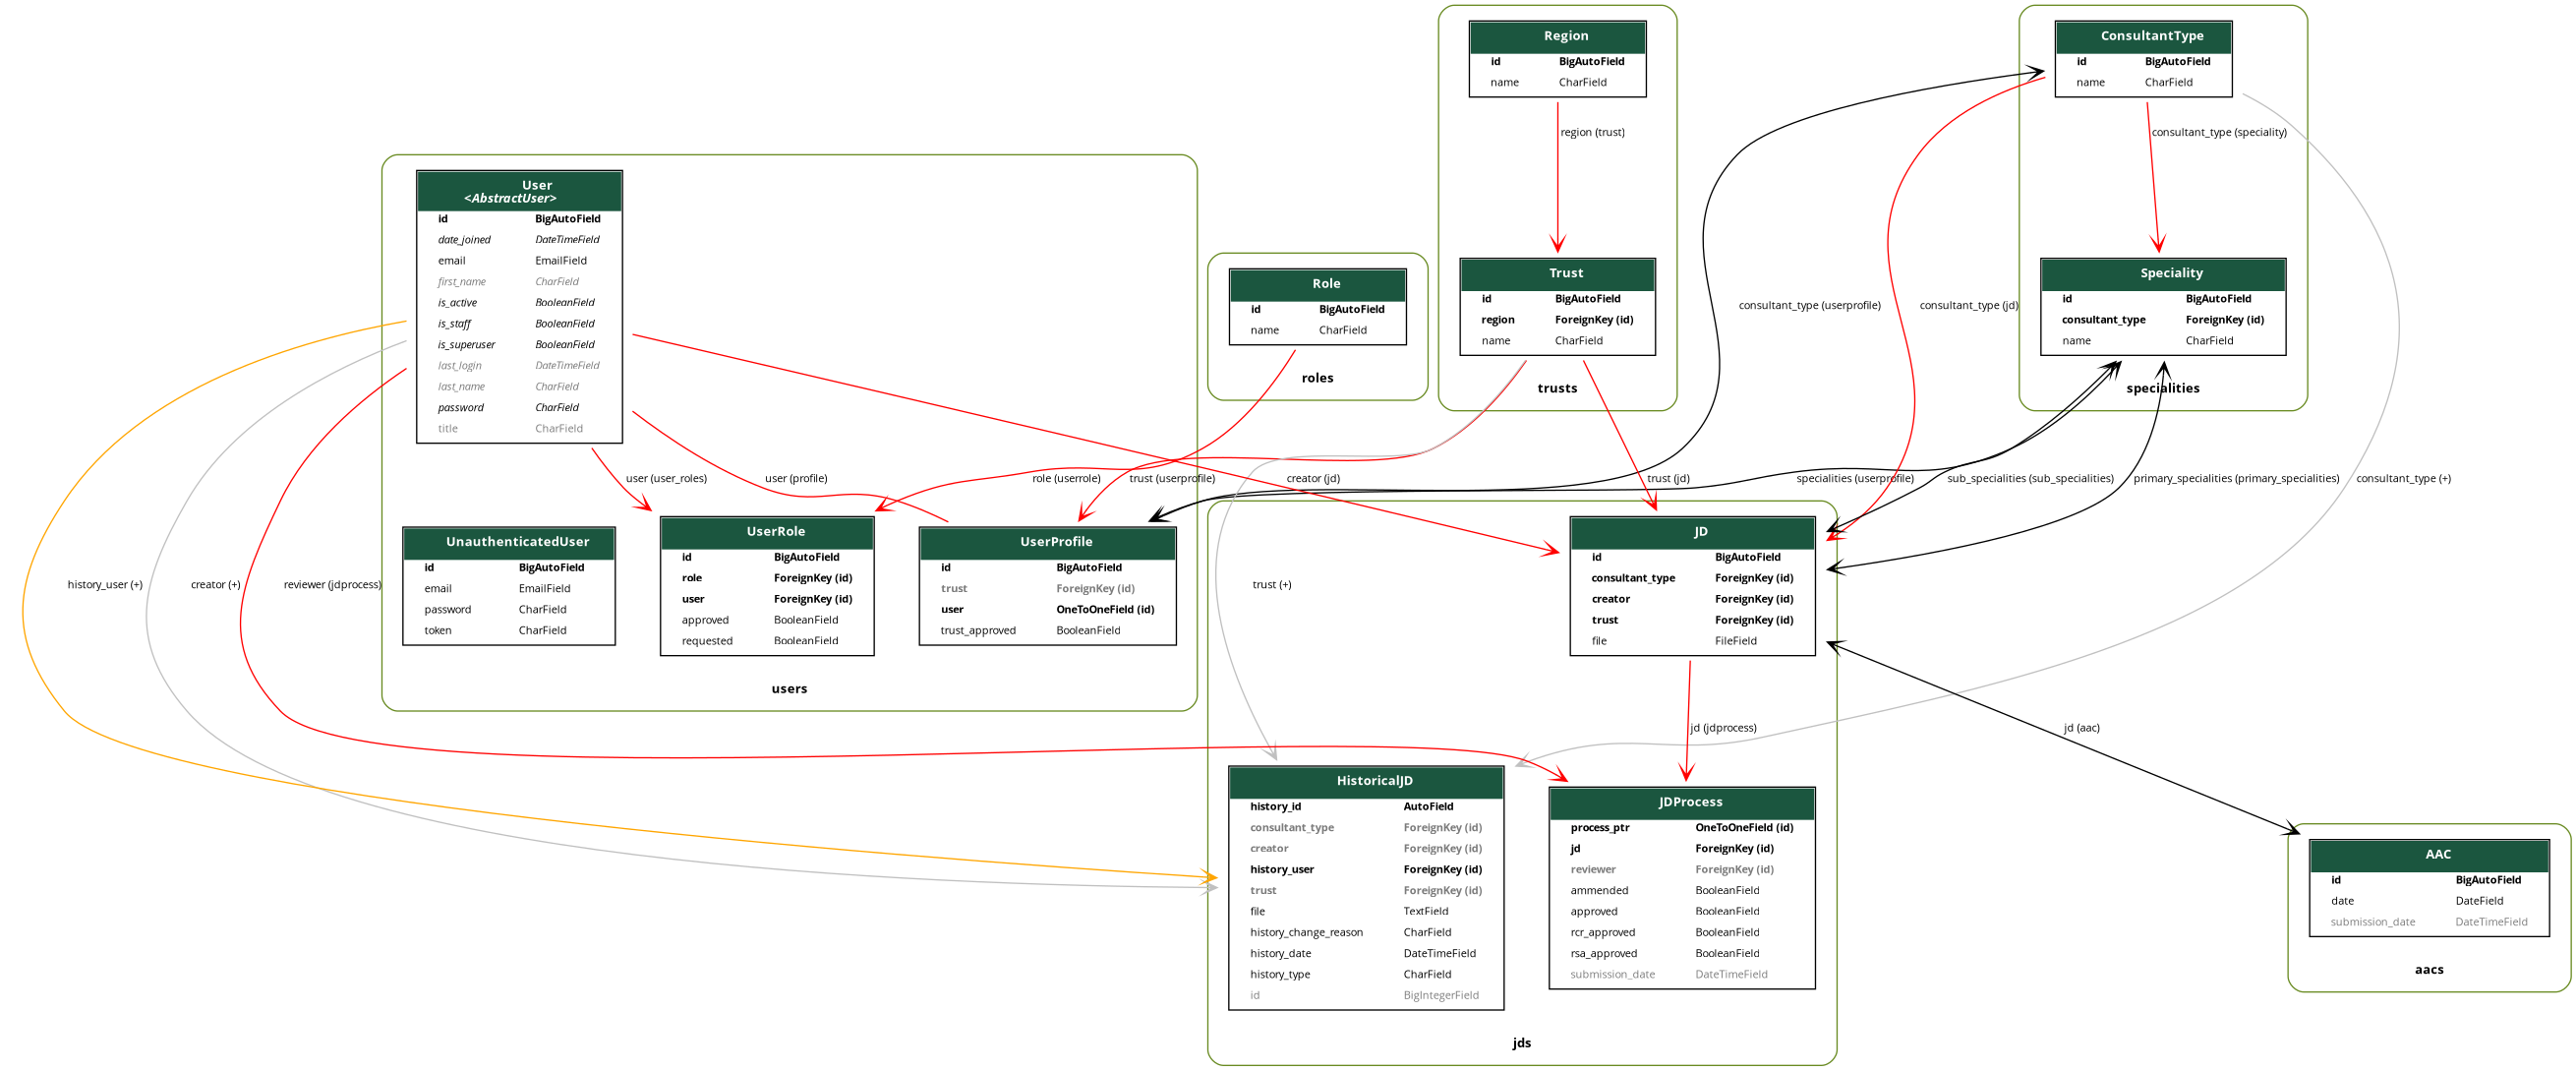 Region
id BigAutoField
name CharField
region (trust)
Trust
id BigAutoField
region ForeignKey (id)
name CharField
trusts
ConsultantType
id BigAutoField
name CharField
consultant_type (speciality)
Speciality
id BigAutoField
consultant_type ForeignKey (id)
name CharField
specialities
User
<AbstractUser>
id BigAutoField
date_joined DateTimeField
email EmailField
first_name CharField
is_active BooleanField
is_staff BooleanField
is_superuser BooleanField
last_login DateTimeField
last_name CharField
password CharField
title CharField
Role
id BigAutoField
name CharField
roles
consultant_type (userprofile)
consultant_type (jd)
user (user_roles)
user (profile)
role (userrole)
trust (userprofile)
creator (jd)
trust (jd)
specialities (userprofile)
sub_specialities (sub_specialities)
primary_specialities (primary_specialities)
consultant_type (+)
UnauthenticatedUser
id BigAutoField
email EmailField
password CharField
token CharField
UserRole
id BigAutoField
role ForeignKey (id)
user ForeignKey (id)
approved BooleanField
requested BooleanField
UserProfile
id BigAutoField
trust ForeignKey (id)
user OneToOneField (id)
trust_approved BooleanField
users
JD
id BigAutoField
consultant_type ForeignKey (id)
creator ForeignKey (id)
trust ForeignKey (id)
file FileField
history_user (+)
creator (+)
reviewer (jdprocess)
trust (+)
jd (jdprocess)
jd (aac)
HistoricalJD
history_id AutoField
consultant_type ForeignKey (id)
creator ForeignKey (id)
history_user ForeignKey (id)
trust ForeignKey (id)
file TextField
history_change_reason CharField
history_date DateTimeField
history_type CharField
id BigIntegerField
JDProcess
process_ptr OneToOneField (id)
jd ForeignKey (id)
reviewer ForeignKey (id)
ammended BooleanField
approved BooleanField
rcr_approved BooleanField
rsa_approved BooleanField
submission_date DateTimeField
jds
AAC
id BigAutoField
date DateField
submission_date DateTimeField
aacs